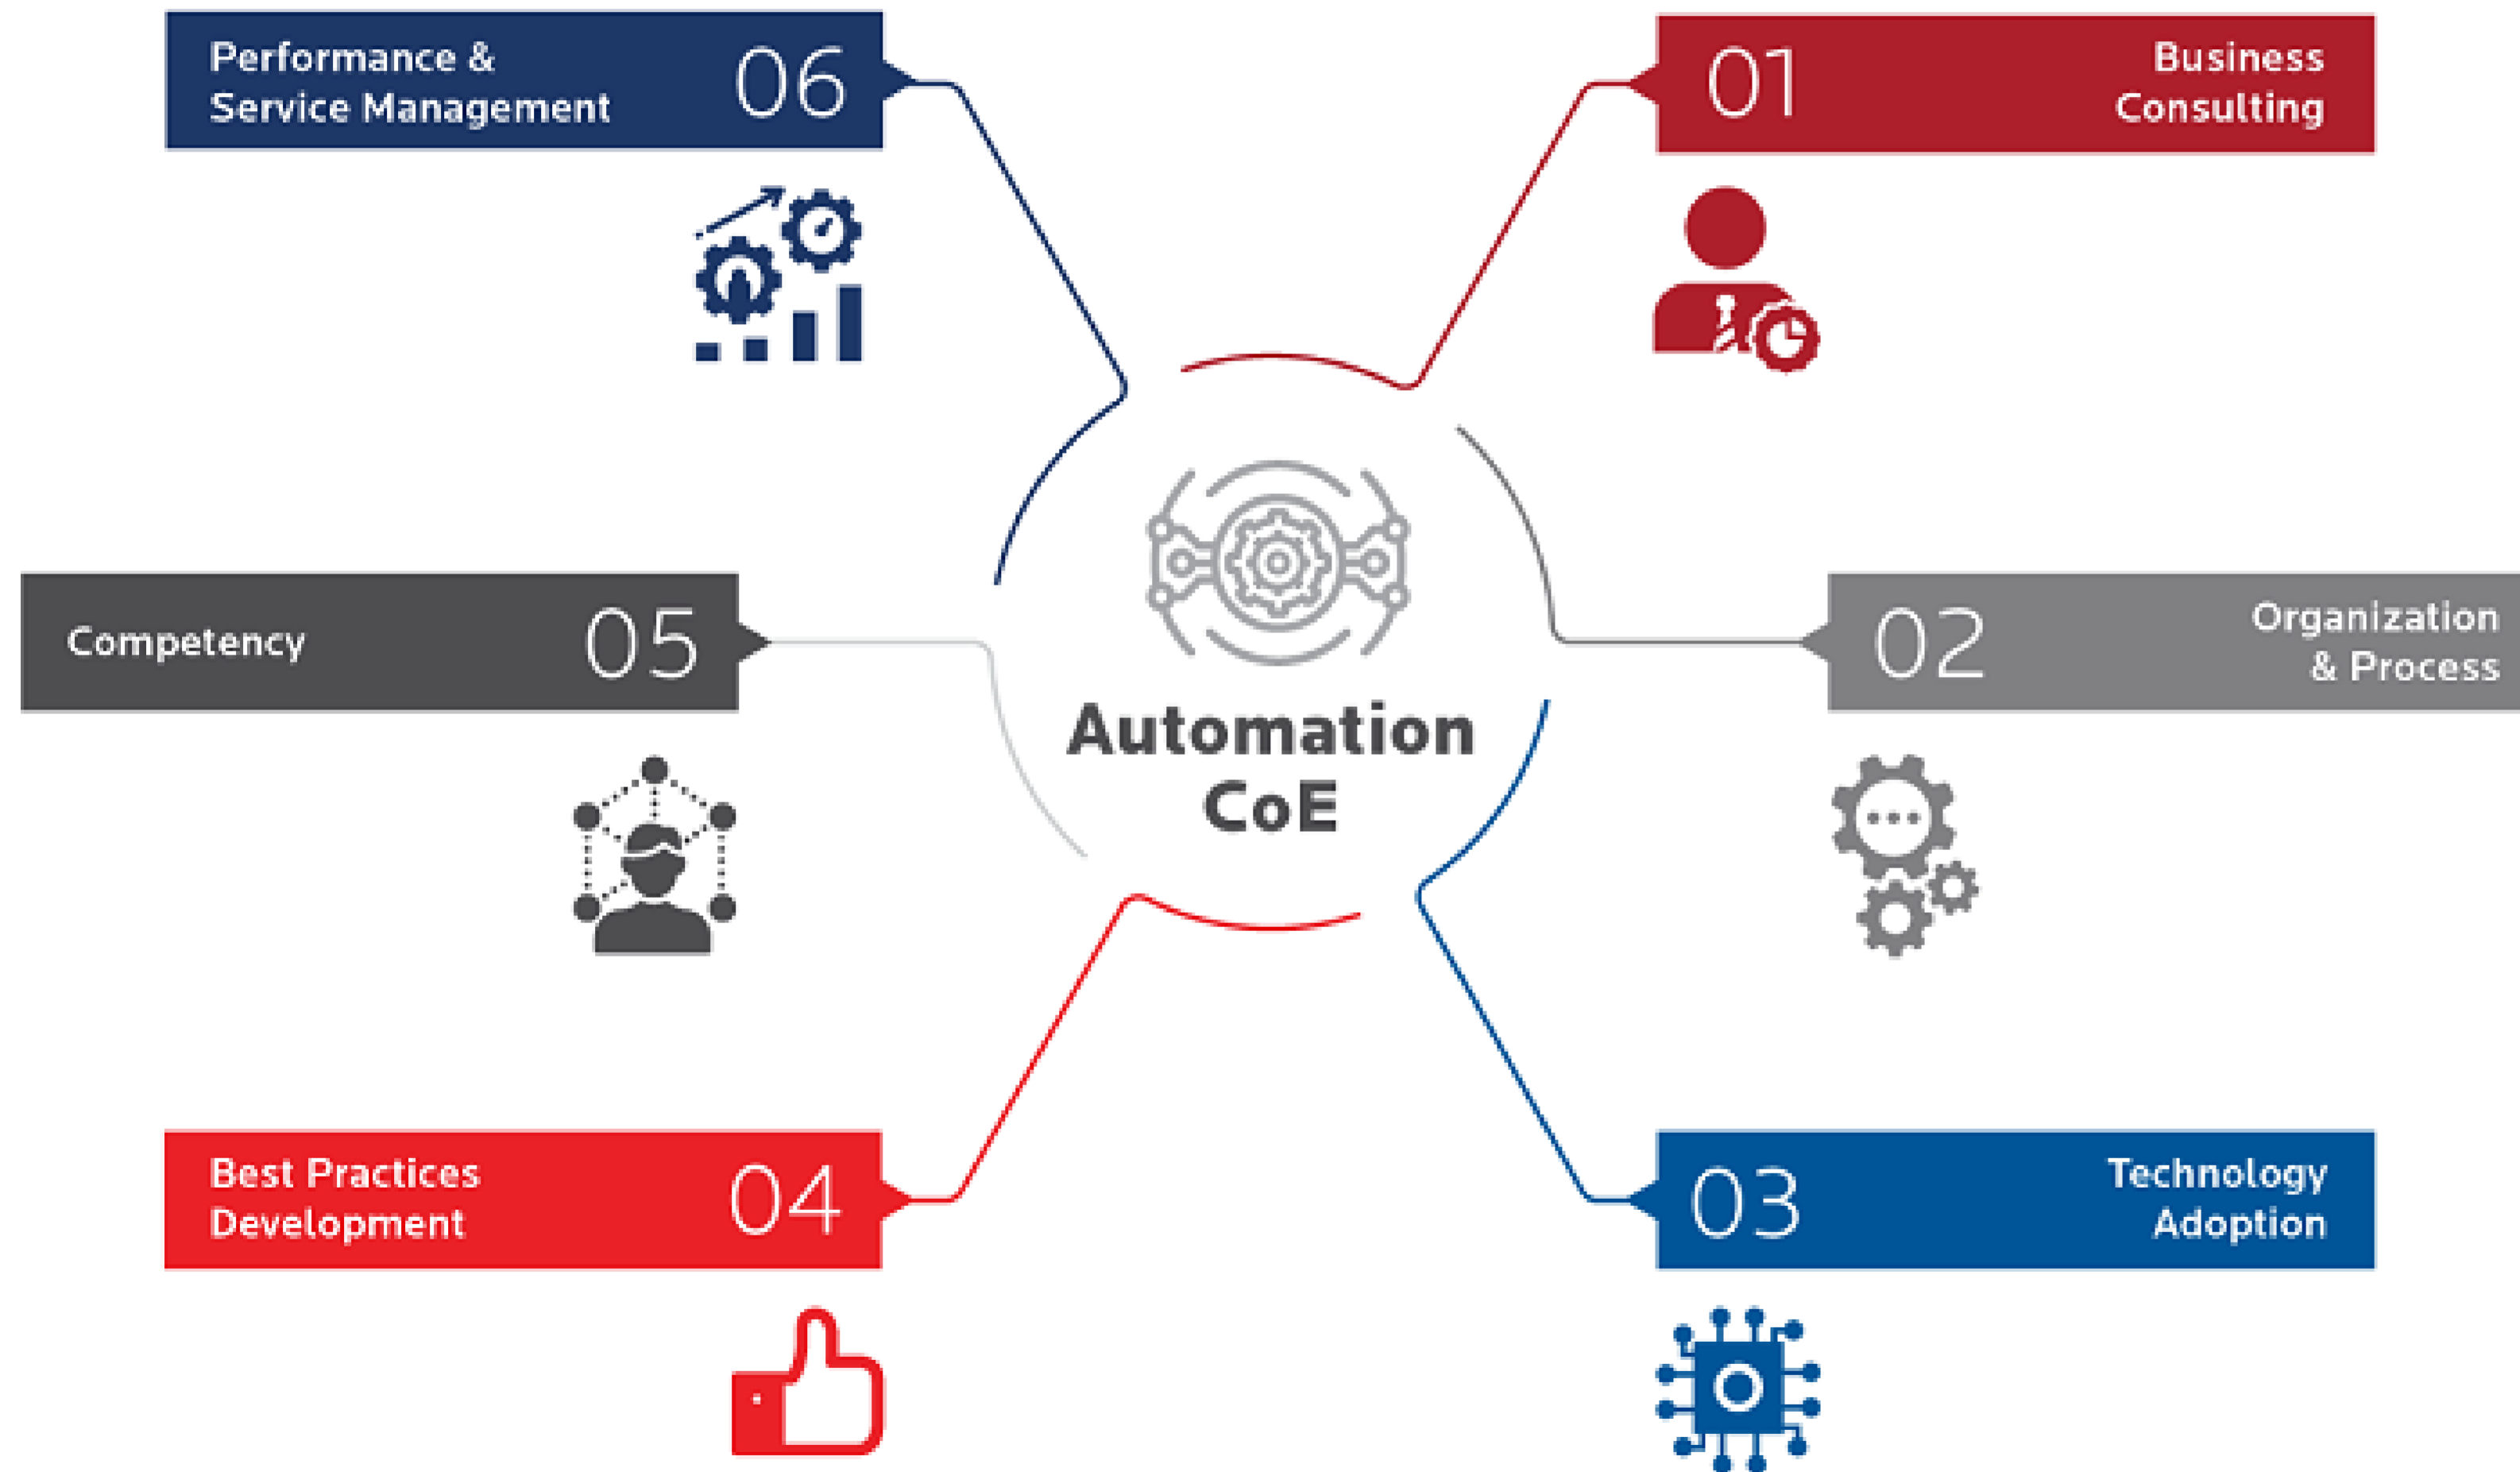 Performance &
Service Management
06
01
Business
Consulting
Competency
05
Automation
CoE
02
Organization
& Process
Best Practices
Development
04
03
Technology
Adoption